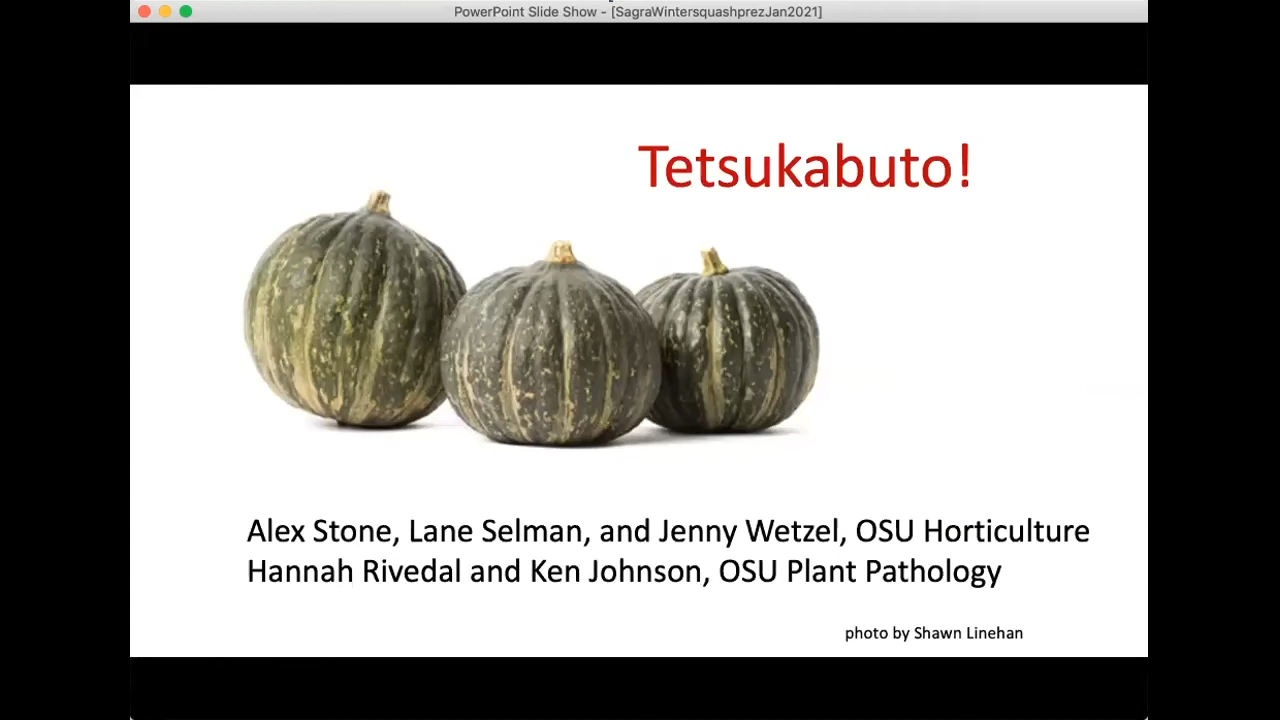 PowerPoint Slide Show - [SagraWintersquashprezJan2021]
Tetsukabuto!
Alex Stone, Lane Selman, and Jenny Wetzel, OSU Horticulture
Hannah Rivedal and Ken Johnson, OSU Plant Pathology
photo by Shawn Linehan